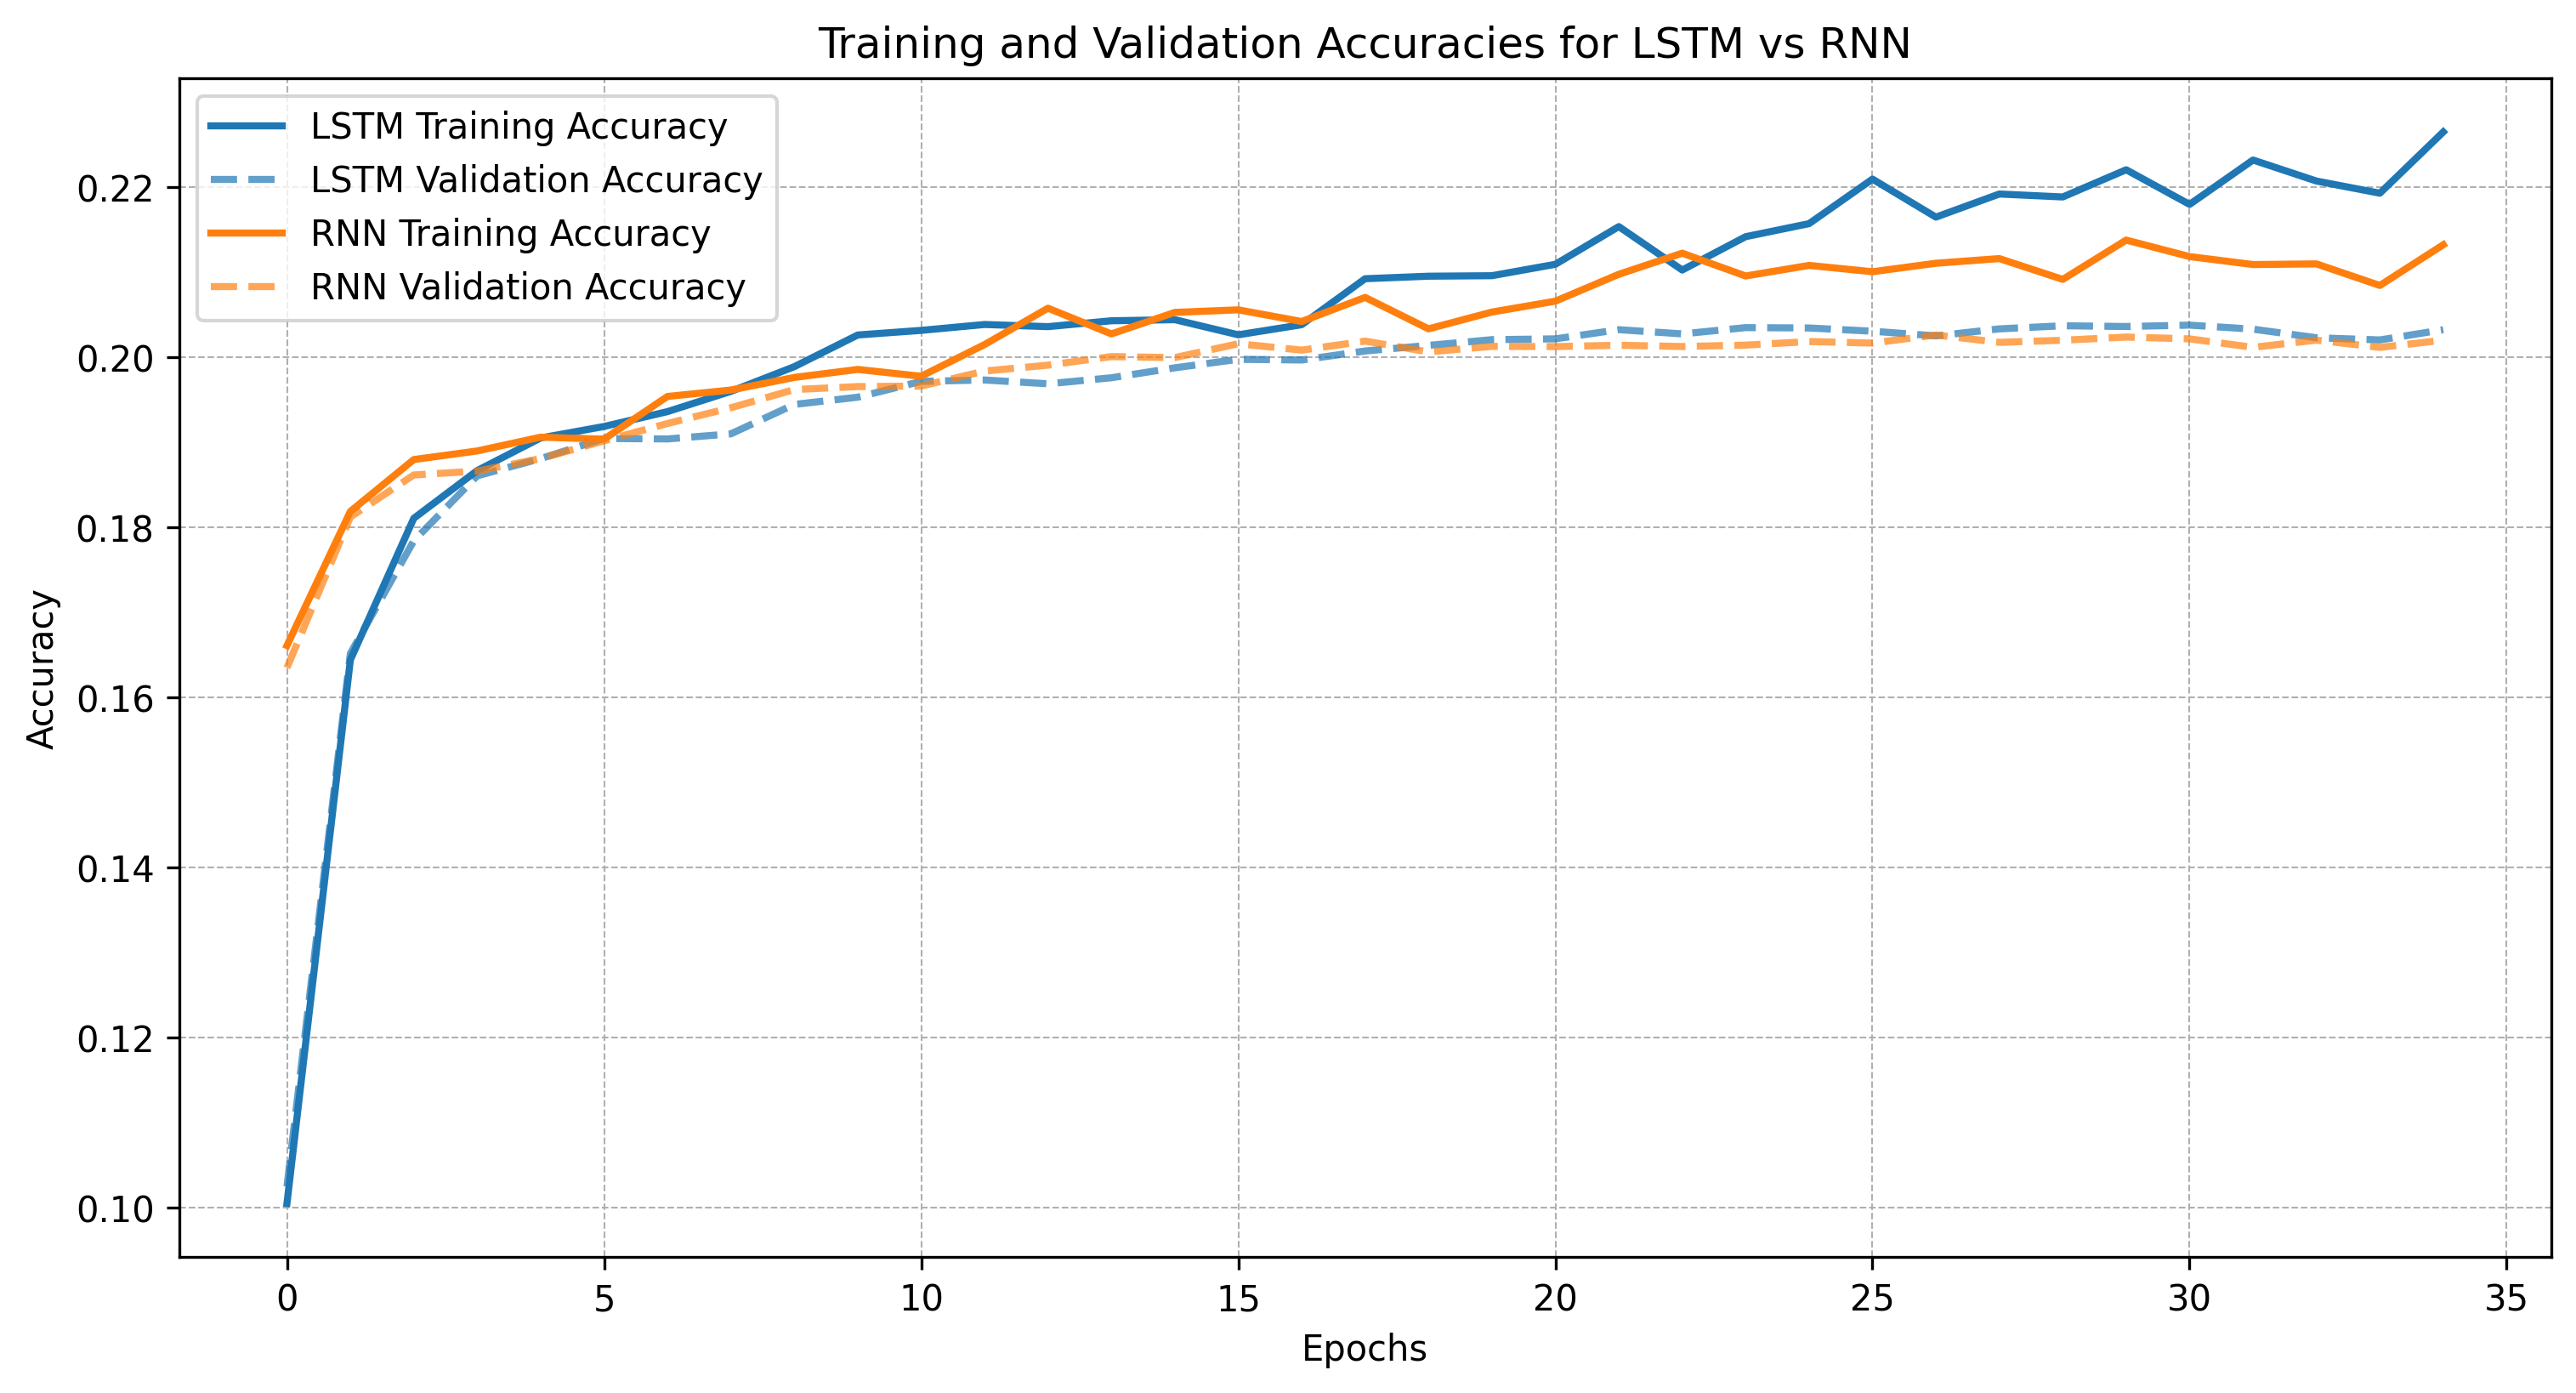 Training and Validation Accuracies for LSTM vs RNN
LSTM Training Accuracy
LSTM Validation Accuracy
RNN Training Accuracy
RNN Validation Accuracy
0.22
0.20
0.18
0.16
0.14
0.12
0.10
Accuracy
0 5 10 15 20 25 30 35
Epochs